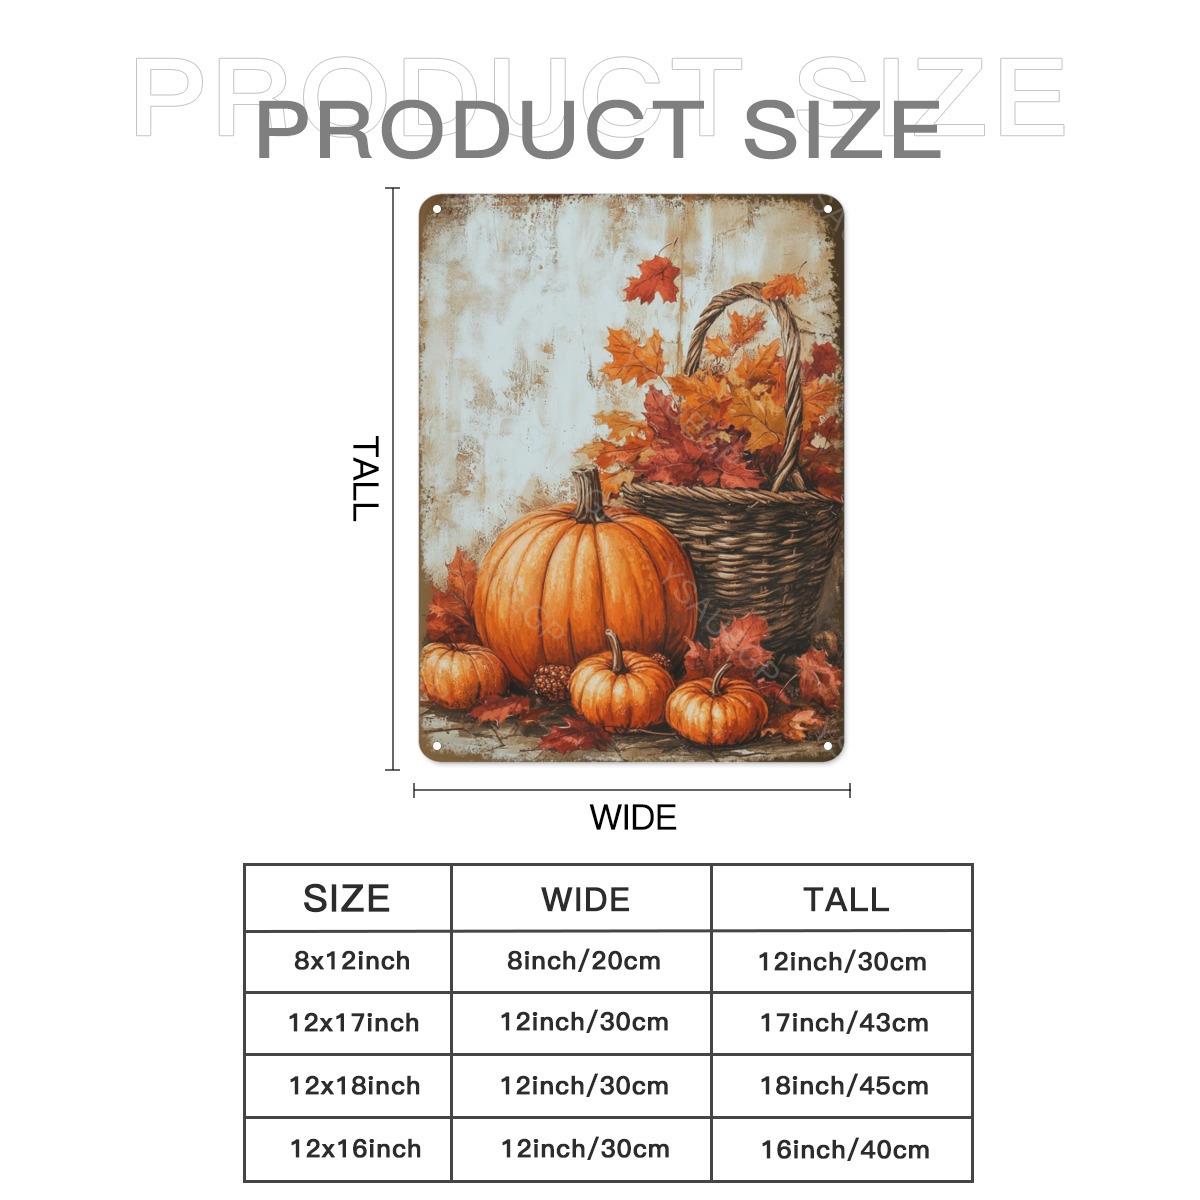 PRODUCT SIZE
PRODUCT SIZE
TALL
YSAUHGP
WIDE
SIZE WIDE TALL
8x12inch 8inch/20cm 12inch/30cm
12x17inch 12inch/30cm 17inch/43cm
12x18inch 12inch/30cm 18inch/45cm
12x16inch 12inch/30cm 16inch/40cm